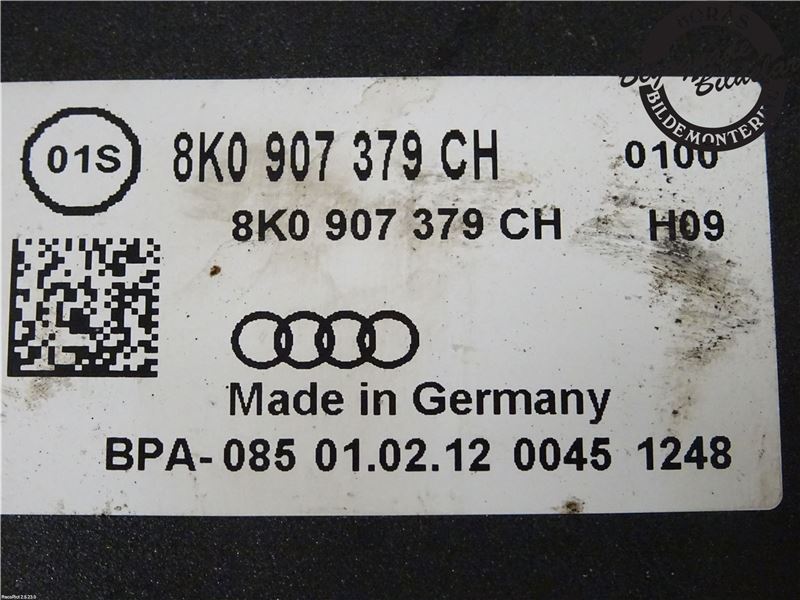 BORÅS
BILDEMONTERING
01S 8K0 907 379 CH 0100
8K0 907 379 CH H09
Made in Germany
BPA-085 01.02.12 0045 1248